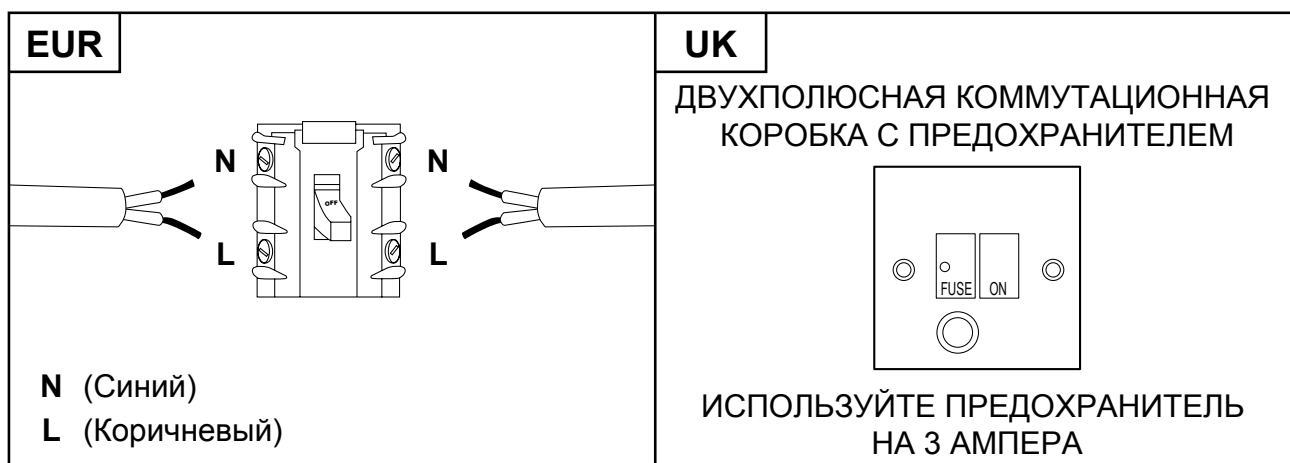 EUR
N
N
OFF
L
L
N (Синий)
L (Коричневый)
UK
ДВУХПОЛЮСНАЯ КОММУТАЦИОННАЯ
КОРОБКА С ПРЕДОХРАНИТЕЛЕМ
FUSE ON
ИСПОЛЬЗУЙТЕ ПРЕДОХРАНИТЕЛЬ
НА 3 АМПЕРА